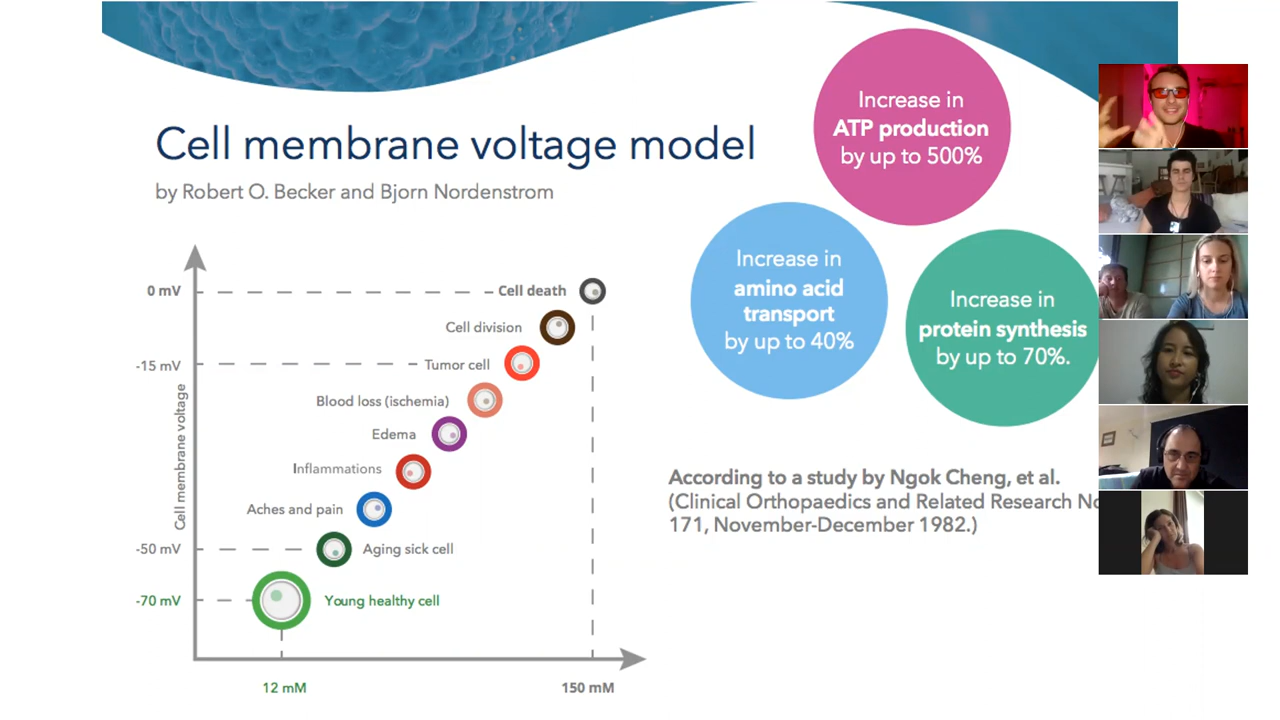 Cell membrane voltage model
by Robert O. Becker and Bjorn Nordenstrom
Increase in
ATP production
by up to 500%
Increase in
amino acid
transport
by up to 40%
Increase in
protein synthesis
by up to 70%.
According to a study by Ngok Cheng, et al.
(Clinical Orthopaedics and Related Research No
171, November-December 1982.)
Cell membrane voltage
0 mV
Cell death
Cell division
-15 mV
Tumor cell
Blood loss (ischemia)
Edema
Inflammations
Aches and pain
-50 mV
Aging sick cell
-70 mV
Young healthy cell
12 mM
150 mM